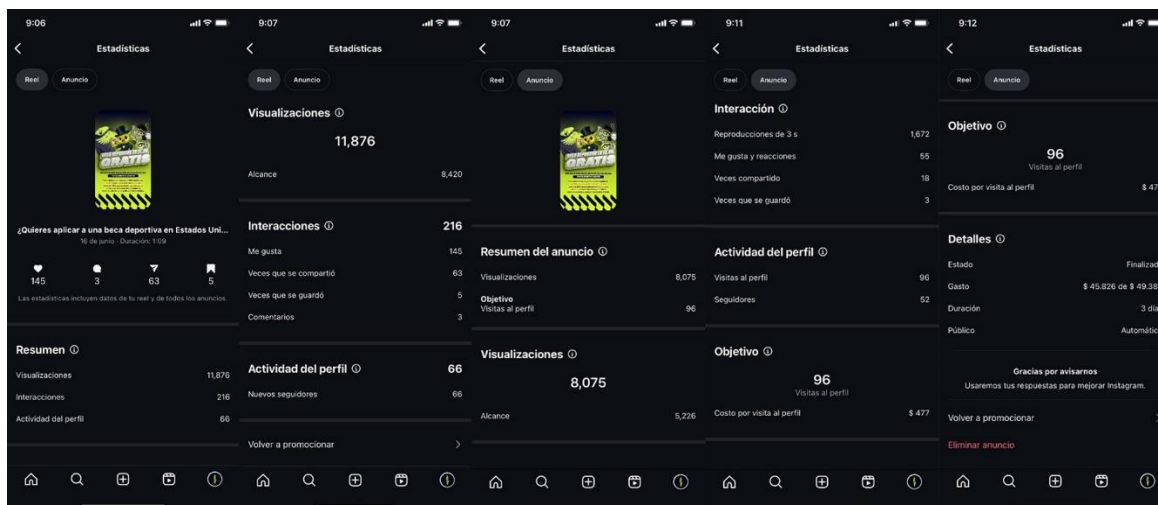 9:06
Estadísticas
Reel Anuncio
GRATIS
¿Quieres aplicar a una beca deportiva en Estados Uni...
16 de junio · Duración: 1:09
145 3 63 5
Las estadísticas incluyen datos de tu reel y de todos los anuncios.
Resumen
Visualizaciones 11,876
Interacciones 216
Actividad del perfil 66
9:07
Estadísticas
Reel Anuncio
Visualizaciones
11,876
Alcance 8,420
Interacciones 216
Me gusta 145
Veces que se compartió 63
Veces que se guardó 5
Comentarios 3
Actividad del perfil 66
Nuevos seguidores 66
Volver a promocionar
9:07
Estadísticas
Reel Anuncio
GRATIS
Resumen del anuncio
Visualizaciones 8,075
Objetivo
Visitas al perfil 96
Visualizaciones
8,075
Alcance 5,226
9:11
Estadísticas
Reel Anuncio
Interacción
Reproducciones de 3 s 1,672
Me gusta y reacciones 55
Veces compartido 18
Veces que se guardó 3
Actividad del perfil
Visitas al perfil 96
Seguidores 52
Objetivo
96
Visitas al perfil
Costo por visita al perfil $ 477
9:12
Estadísticas
Reel Anuncio
Objetivo
96
Visitas al perfil
Costo por visita al perfil $ 47
Detalles
Estado Finalizad
Gasto $ 45.826 de $ 49.38
Duración 3 día
Público Automátic
Gracias por avisarnos
Usaremos tus respuestas para mejorar Instagram.
Volver a promocionar
Eliminar anuncio